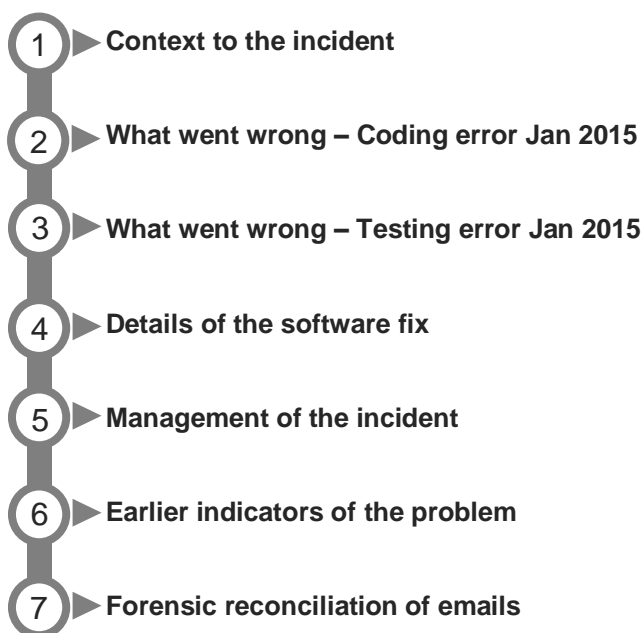 1 Context to the incident
2 What went wrong – Coding error Jan 2015
3 What went wrong – Testing error Jan 2015
4 Details of the software fix
5 Management of the incident
6 Earlier indicators of the problem
7 Forensic reconciliation of emails